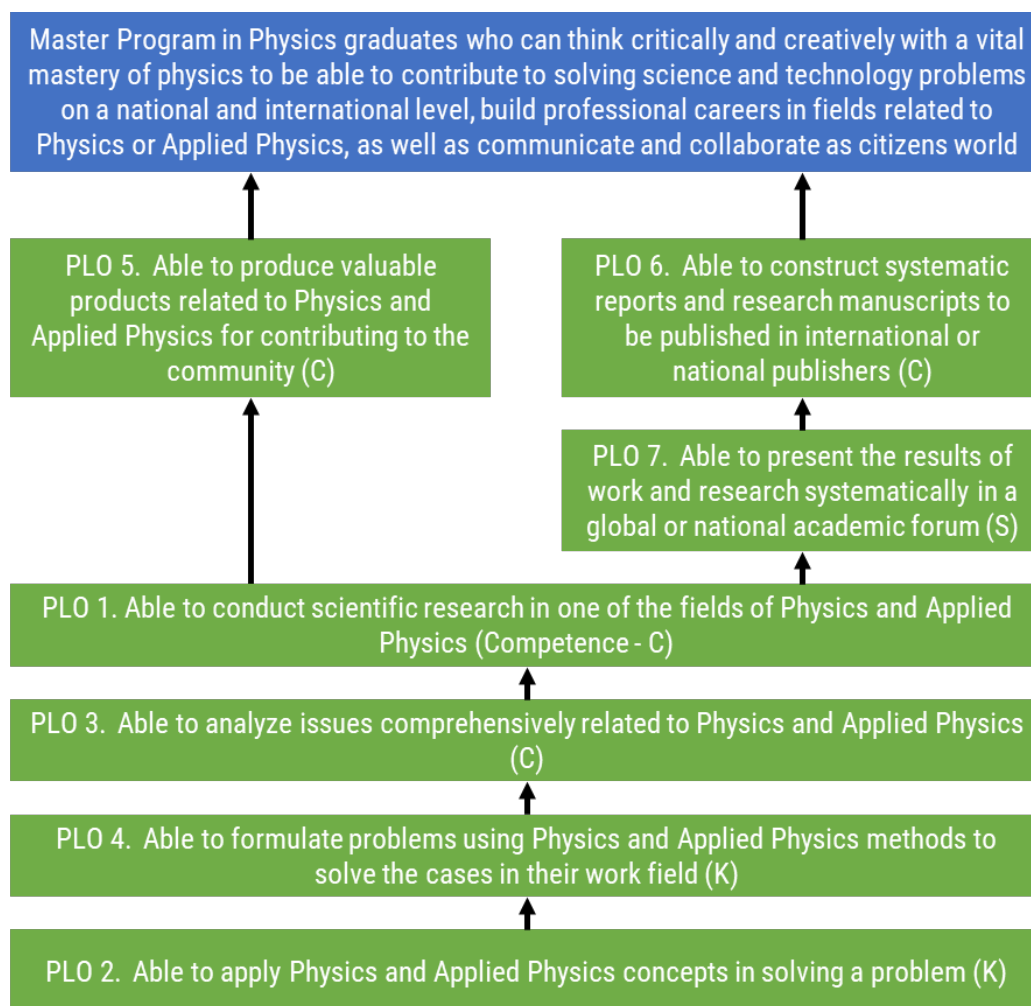 Master Program in Physics graduates who can think critically and creatively with a vital
mastery of physics to be able to contribute to solving science and technology problems
on a national and international level, build professional careers in fields related to
Physics or Applied Physics, as well as communicate and collaborate as citizens world
PLO 5. Able to produce valuable
products related to Physics and
Applied Physics for contributing to the
community (C)
PLO 6. Able to construct systematic
reports and research manuscripts to
be published in international or
national publishers (C)
PLO 7. Able to present the results of
work and research systematically in a
global or national academic forum (S)
PLO 1. Able to conduct scientific research in one of the fields of Physics and Applied
Physics (Competence - C)
PLO 3. Able to analyze issues comprehensively related to Physics and Applied Physics
(C)
PLO 4. Able to formulate problems using Physics and Applied Physics methods to
solve the cases in their work field (K)
PLO 2. Able to apply Physics and Applied Physics concepts in solving a problem (K)